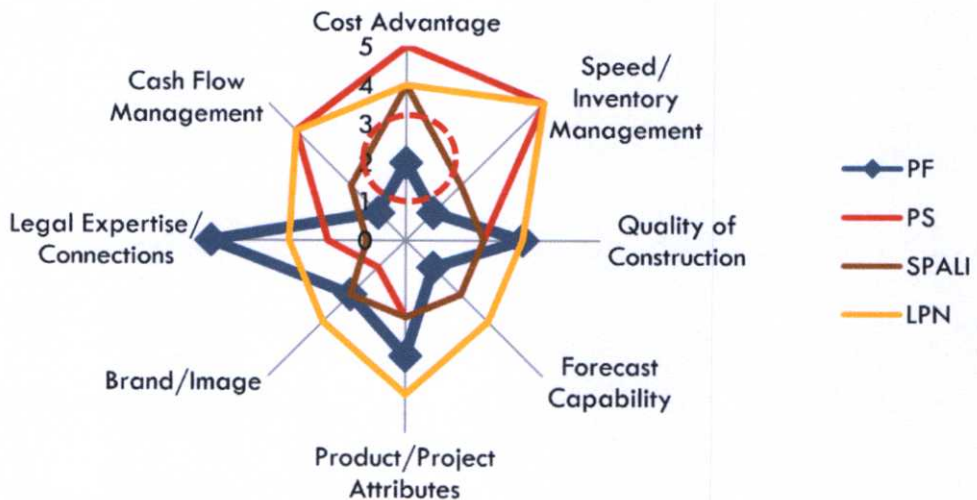 Cost Advantage
5
4
3
2
1
0
Speed/
Inventory
Management
Quality of
Construction
Forecast
Capability
Product/Project
Attributes
Brand/Image
Legal Expertise/
Connections
Cash Flow
Management
PF
PS
SPALI
LPN